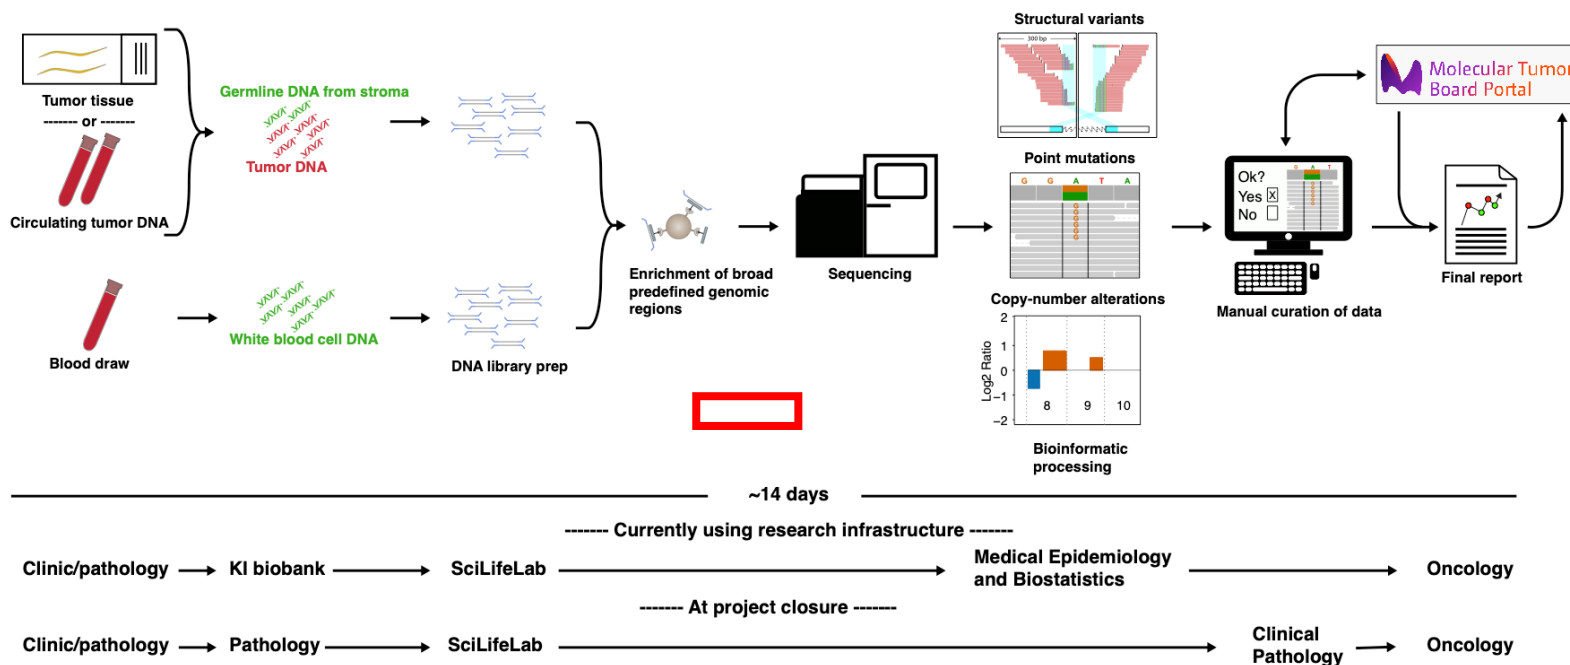 Structural variants
300 bp
Tumor tissue
------- or -------
Circulating tumor DNA
Germline DNA from stroma
Tumor DNA
Blood draw
White blood cell DNA
DNA library prep
Enrichment of broad
predefined genomic
regions
Sequencing
Point mutations
G G A T A
G
G
G
G
G
Copy-number alterations
Log2 Ratio
2
1
0
−1
−2
8 9 10
Bioinformatic
processing
Ok?
Yes X
No
G A T
Manual curation of data
Molecular Tumor
Board Portal
Final report
~14 days
------- Currently using research infrastructure -------
Clinic/pathology KI biobank SciLifeLab Medical Epidemiology
and Biostatistics Oncology
------- At project closure -------
Clinic/pathology Pathology SciLifeLab Clinical
Pathology Oncology